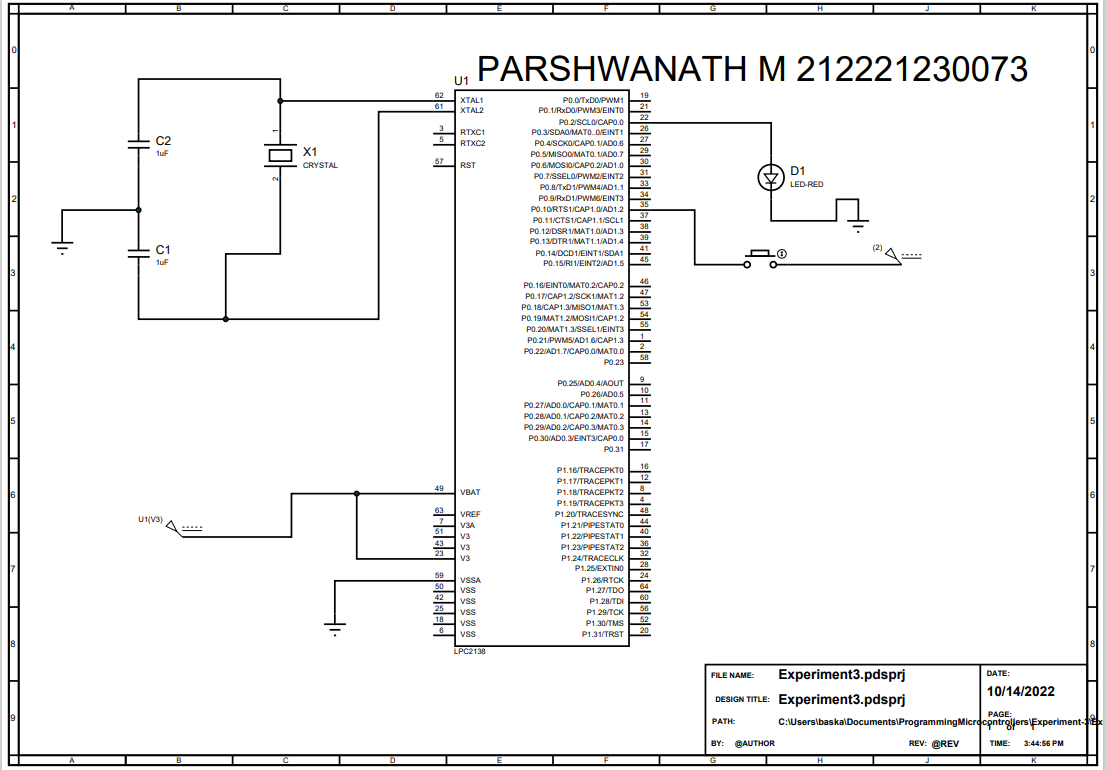 A B C D E F G H J K
PARSHWANATH M 212221230073
U1
62 XTAL1 P0.0/TxD0/PWM1 19
61 XTAL2 P0.1/RxD0/PWM3/EINT0 21
P0.2/SCL0/CAP0.0 22
3 RTXC1 P0.3/SDA0/MAT0..0/EINT1 26
5 RTXC2 P0.4/SCK0/CAP0.1/AD0.6 27
P0.5/MISO0/MAT0.1/AD0.7 29
57 RST P0.6/MOSI0/CAP0.2/AD1.0 30
P0.7/SSEL0/PWM2/EINT2 31
P0.8/TxD1/PWM4/AD1.1 33
P0.9/RxD1/PWM6/EINT3 34
P0.10/RTS1/CAP1.0/AD1.2 35
P0.11/CTS1/CAP1.1/SCL1 37
P0.12/DSR1/MAT1.0/AD1.3 38
P0.13/DTR1/MAT1.1/AD1.4 39
P0.14/DCD1/EINT1/SDA1 41
P0.15/RI1/EINT2/AD1.5 45
P0.16/EINT0/MAT0.2/CAP0.2 46
P0.17/CAP1.2/SCK1/MAT1.2 47
P0.18/CAP1.3/MISO1/MAT1.3 53
P0.19/MAT1.2/MOSI1/CAP1.2 54
P0.20/MAT1.3/SSEL1/EINT3 55
P0.21/PWM5/AD1.6/CAP1.3 1
P0.22/AD1.7/CAP0.0/MAT0.0 2
P0.23 58
P0.25/AD0.4/AOUT 9
P0.26/AD0.5 10
P0.27/AD0.0/CAP0.1/MAT0.1 11
P0.28/AD0.1/CAP0.2/MAT0.2 13
P0.29/AD0.2/CAP0.3/MAT0.3 14
P0.30/AD0.3/EINT3/CAP0.0 15
P0.31 17
P1.16/TRACEPKT0 16
P1.17/TRACEPKT1 12
49 VBAT P1.18/TRACEPKT2 8
P1.19/TRACEPKT3 4
63 VREF P1.20/TRACESYNC 48
7 V3A P1.21/PIPESTAT0 44
51 V3 P1.22/PIPESTAT1 40
43 V3 P1.23/PIPESTAT2 36
23 V3 P1.24/TRACECLK 32
P1.25/EXTIN0 28
59 VSSA P1.26/RTCK 24
50 VSS P1.27/TDO 64
42 VSS P1.28/TDI 60
25 VSS P1.29/TCK 56
18 VSS P1.30/TMS 52
6 VSS P1.31/TRST 20
LPC2138
C2
1uF
X1
CRYSTAL
1
2
C1
1uF
D1
LED-RED
(2)
U1(V3)
0 0
1 1
2 2
3 3
4 4
5 5
6 6
7 7
8 8
9 9
FILE NAME: Experiment3.pdsprj
DESIGN TITLE: Experiment3.pdsprj
PATH: C:\Users\baska\Documents\ProgrammingMicrocontrollers\Experiment-3\Ex
BY: @AUTHOR REV: @REV
DATE:
10/14/2022
PAGE:
1 of 1
TIME: 3:44:56 PM
A B C D E F G H J K